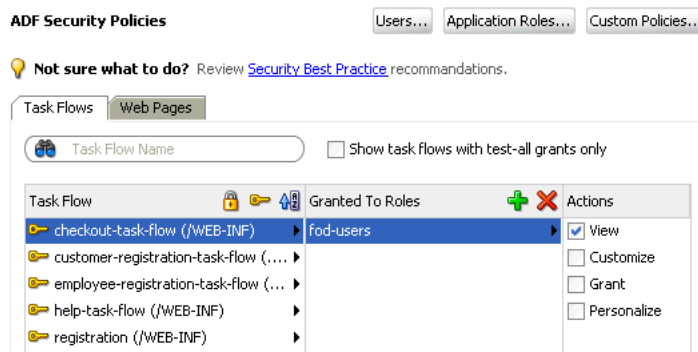 ADF Security Policies Users... Application Roles... Custom Policies...
Not sure what to do? Review Security Best Practice recommandations.
Task Flows Web Pages
Task Flow Name Show task flows with test-all grants only
Task Flow Granted To Roles Actions
checkout-task-flow (/WEB-INF) fod-users View
customer-registration-task-flow (.... Customize
employee-registration-task-flow (... Grant
help-task-flow (/WEB-INF) Personalize
registration (/WEB-INF)